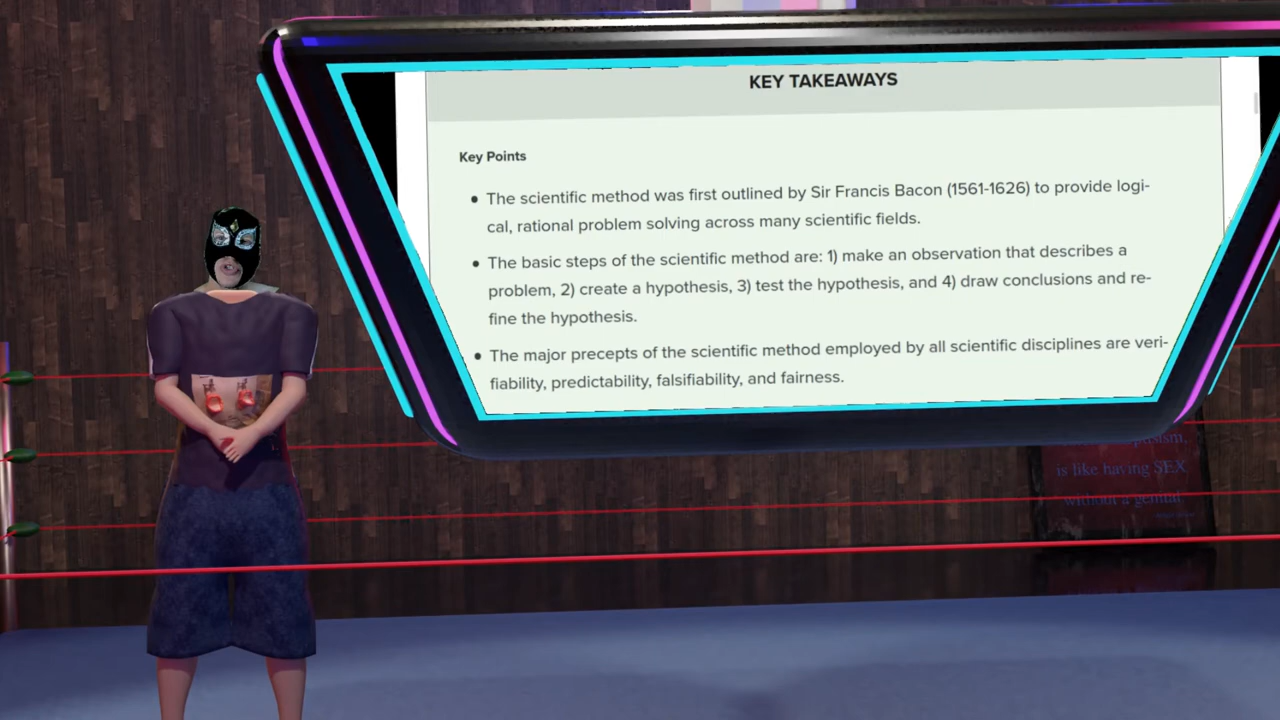 KEY TAKEAWAYS
Key Points
• The scientific method was first outlined by Sir Francis Bacon (1561-1626) to provide logi-
cal, rational problem solving across many scientific fields.
• The basic steps of the scientific method are: 1) make an observation that describes a
problem, 2) create a hypothesis, 3) test the hypothesis, and 4) draw conclusions and re-
fine the hypothesis.
• The major precepts of the scientific method employed by all scientific disciplines are veri-
fiability, predictability, falsifiability, and fairness.
is like having SEX
without a genital